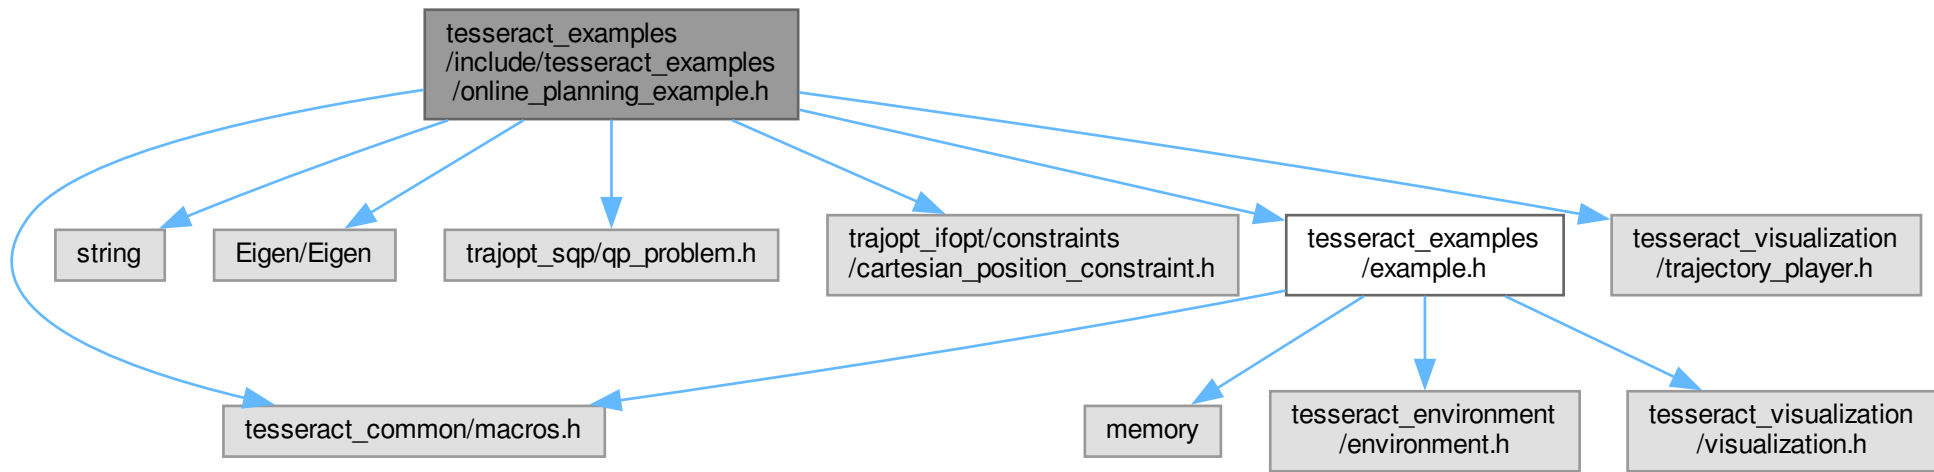 tesseract_examples
/include/tesseract_examples
/online_planning_example.h
string
Eigen/Eigen
trajopt_sqp/qp_problem.h
trajopt_ifopt/constraints
/cartesian_position_constraint.h
tesseract_examples
/example.h
tesseract_visualization
/trajectory_player.h
tesseract_common/macros.h
memory
tesseract_environment
/environment.h
tesseract_visualization
/visualization.h